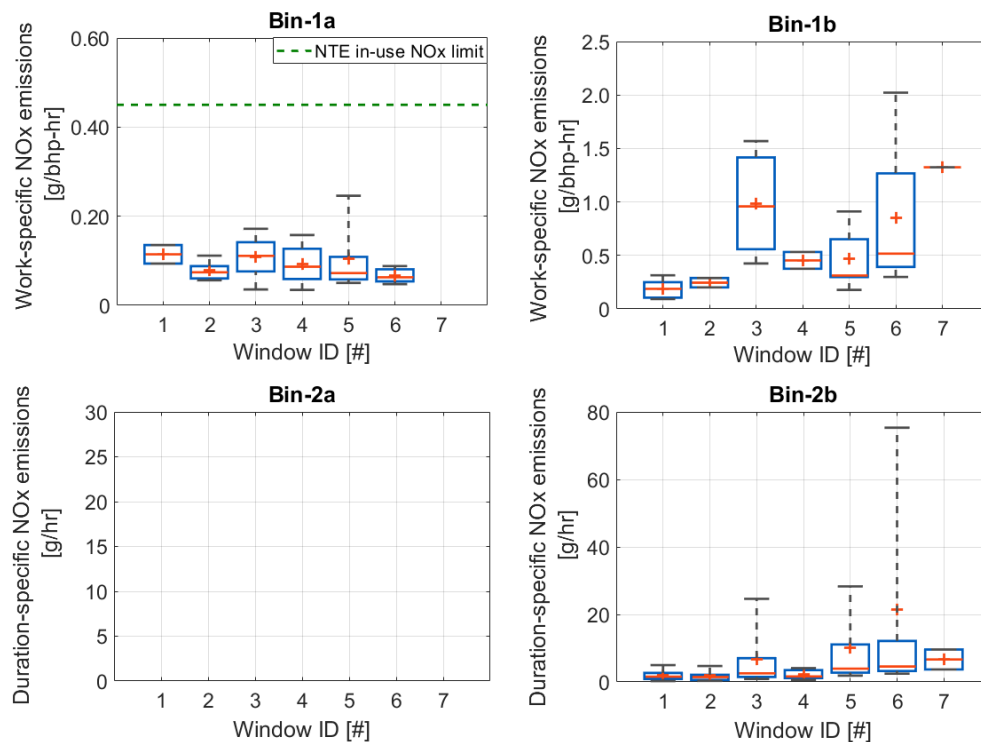 Bin-1a
Work-specific NOx emissions
[g/bhp-hr]
0.60
0.40
0.20
0
NTE in-use NOx limit
1 2 3 4 5 6 7
Window ID [#]
Bin-1b
Work-specific NOx emissions
[g/bhp-hr]
2.5
2.0
1.5
1.0
0.5
0
1 2 3 4 5 6 7
Window ID [#]
Bin-2a
Duration-specific NOx emissions
[g/hr]
30
25
20
15
10
5
0
1 2 3 4 5 6 7
Window ID [#]
Bin-2b
Duration-specific NOx emissions
[g/hr]
80
60
40
20
0
1 2 3 4 5 6 7
Window ID [#]